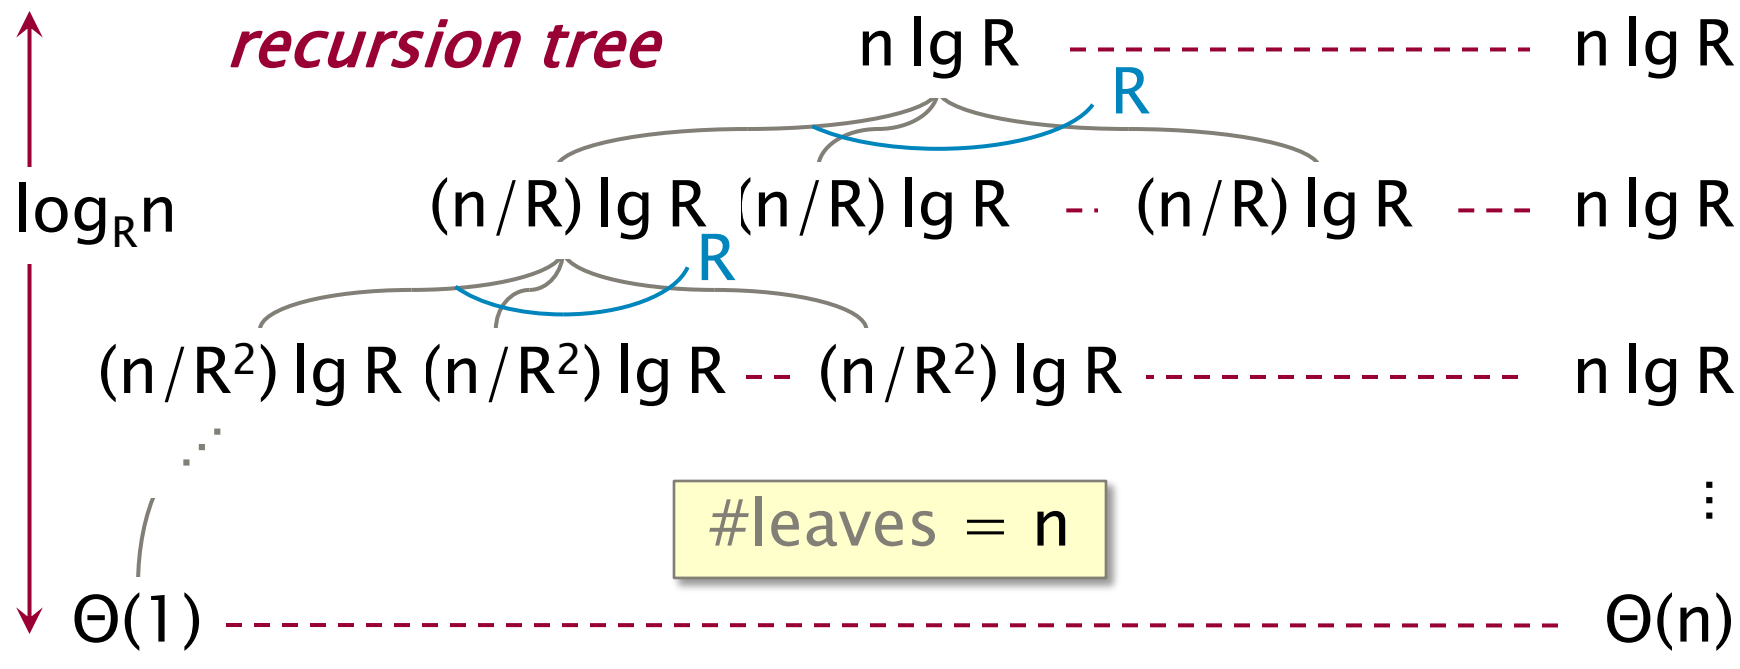 recursion tree n lg R n lg R
R
log_R n (n/R) lg R (n/R) lg R (n/R) lg R n lg R
R
(n/R²) lg R (n/R²) lg R (n/R²) lg R n lg R
⋮
#leaves = n
Θ(1) Θ(n)